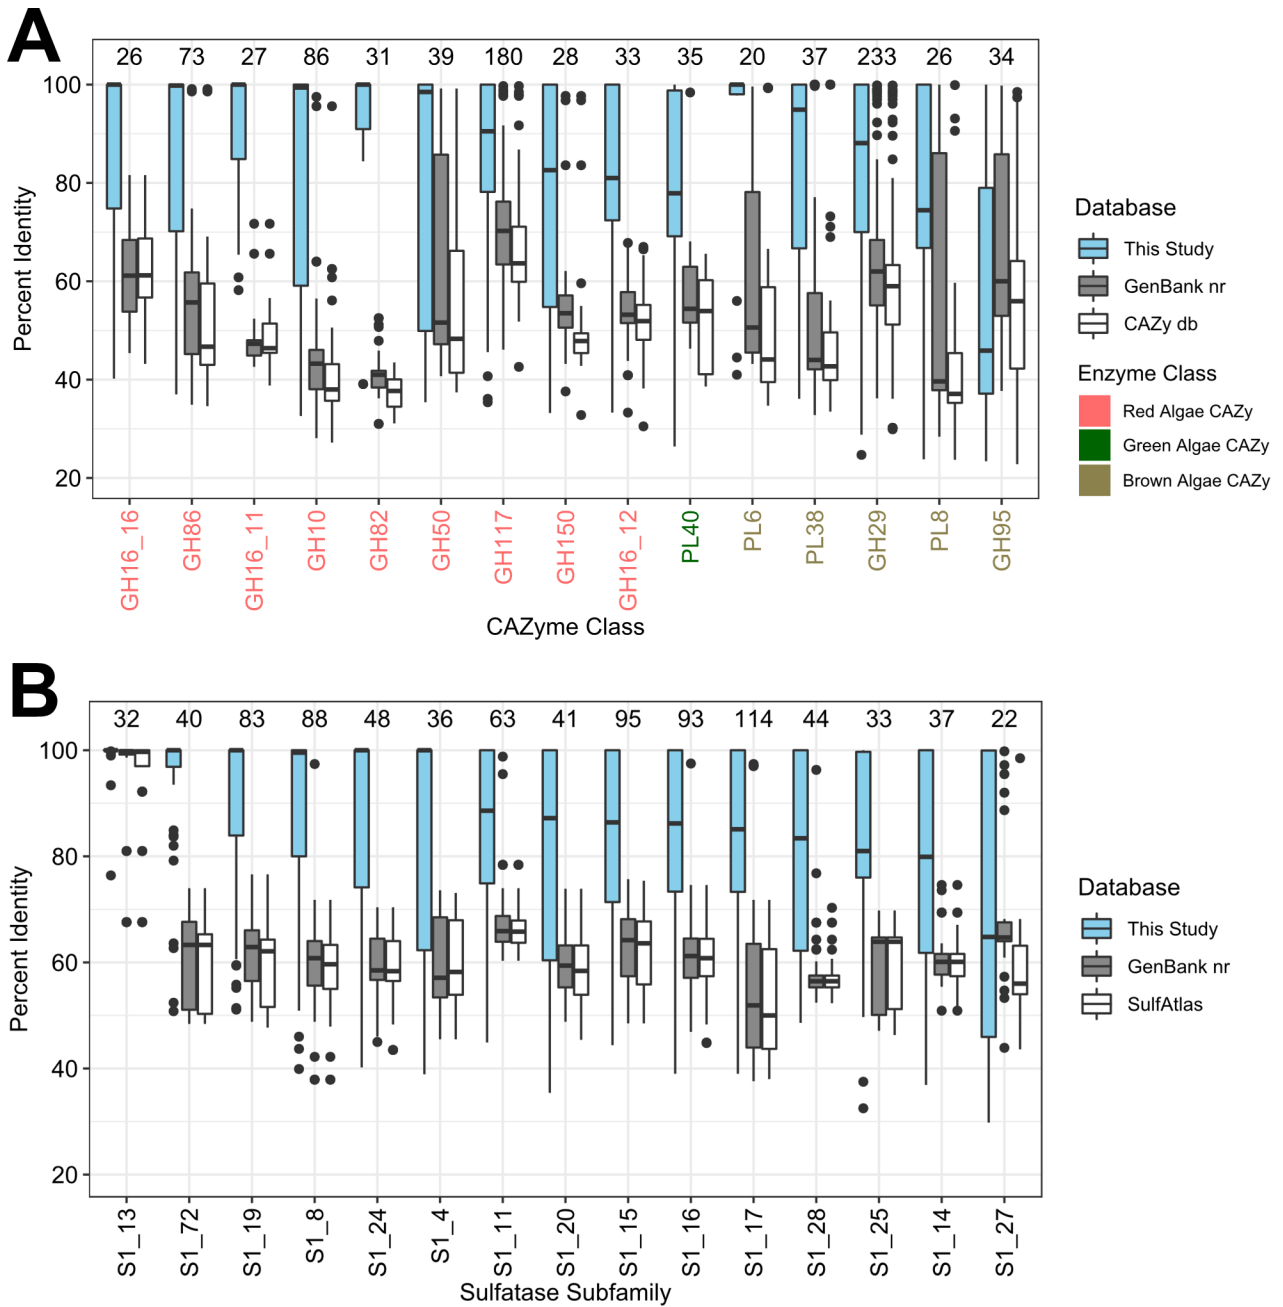 A
26 73 27 86 31 39 180 28 33 35 20 37 233 26 34
100
80
60
40
20
Percent Identity
GH16_16 GH86 GH16_11 GH10 GH82 GH50 GH117 GH150 GH16_12 PL40 PL6 PL38 GH29 PL8 GH95
CAZyme Class
Database
This Study
GenBank nr
CAZy db
Enzyme Class
Red Algae CAZy
Green Algae CAZy
Brown Algae CAZy
B
32 40 83 88 48 36 63 41 95 93 114 44 33 37 22
100
80
60
40
20
Percent Identity
S1_13 S1_72 S1_19 S1_8 S1_24 S1_4 S1_11 S1_20 S1_15 S1_16 S1_17 S1_28 S1_25 S1_14 S1_27
Sulfatase Subfamily
Database
This Study
GenBank nr
SulfAtlas